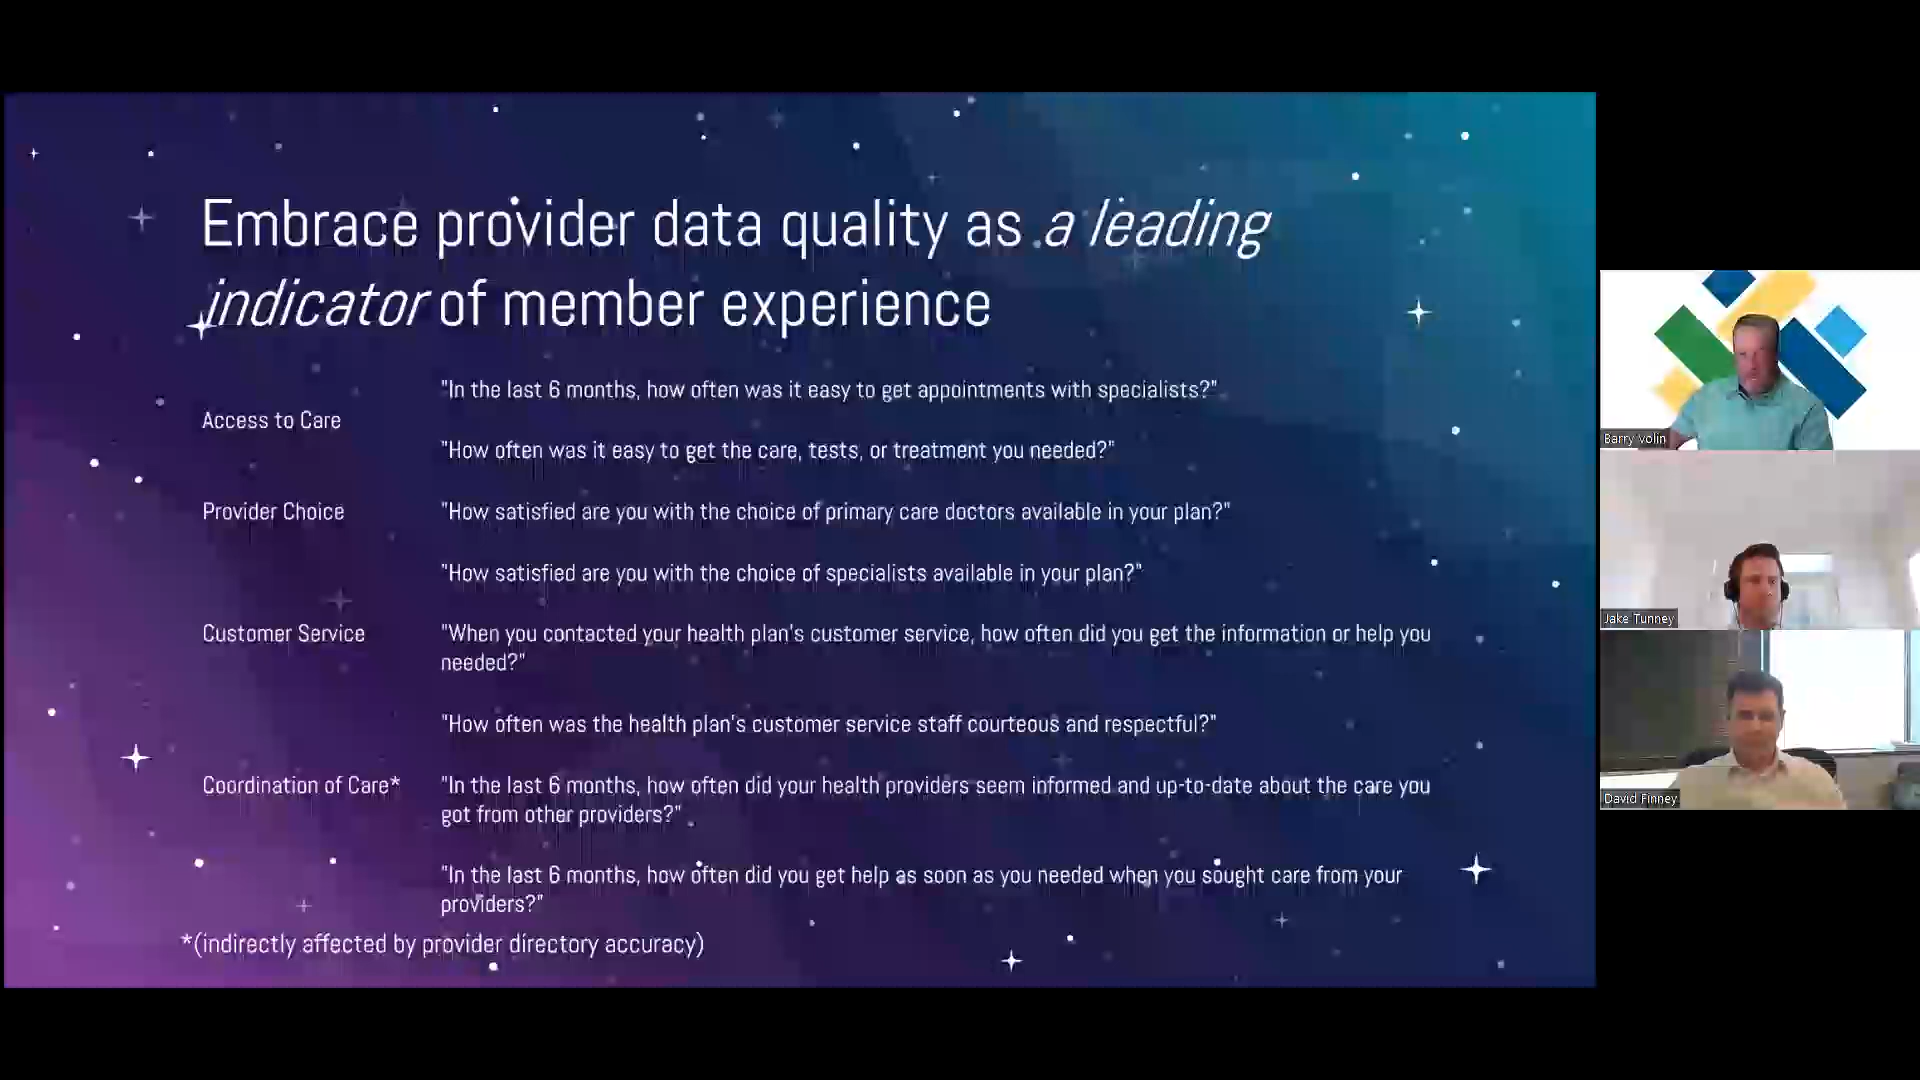 Embrace provider data quality as a leading
indicator of member experience
Access to Care
"In the last 6 months, how often was it easy to get appointments with specialists?"
"How often was it easy to get the care, tests, or treatment you needed?"
Provider Choice
"How satisfied are you with the choice of primary care doctors available in your plan?"
"How satisfied are you with the choice of specialists available in your plan?"
Customer Service
"When you contacted your health plan's customer service, how often did you get the information or help you
needed?"
"How often was the health plan's customer service staff courteous and respectful?"
Coordination of Care*
"In the last 6 months, how often did your health providers seem informed and up-to-date about the care you
got from other providers?"
"In the last 6 months, how often did you get help as soon as you needed when you sought care from your
providers?"
*(indirectly affected by provider directory accuracy)
Barry Volin
Jake Tunney
David Finney